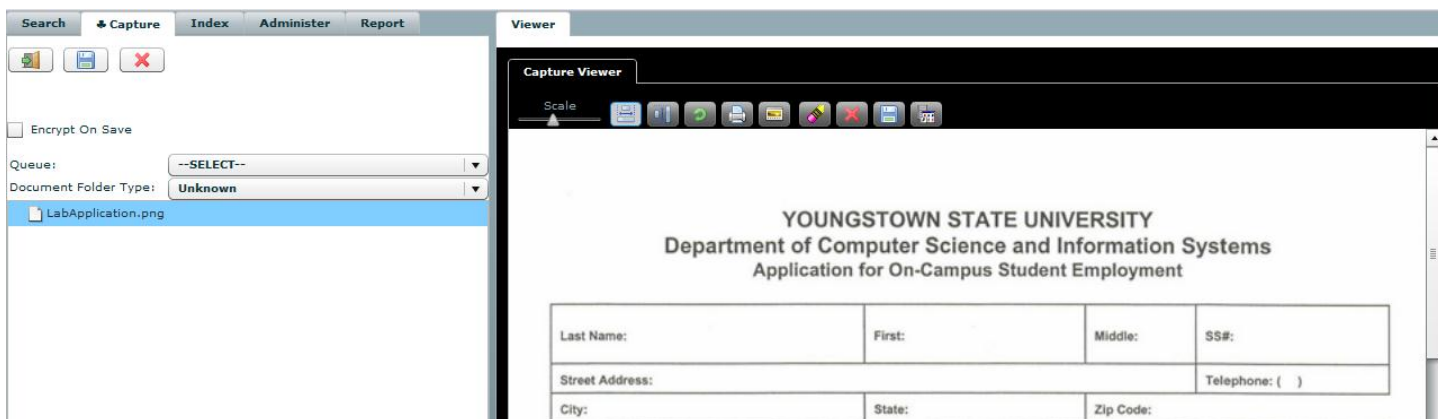 Search Capture Index Administer Report
Encrypt On Save
Queue: --SELECT--
Document Folder Type: Unknown
LabApplication.png
Viewer
Capture Viewer
Scale
YOUNGSTOWN STATE UNIVERSITY
Department of Computer Science and Information Systems
Application for On-Campus Student Employment
Last Name: First: Middle: SS#:
Street Address: Telephone: ( )
City: State: Zip Code: